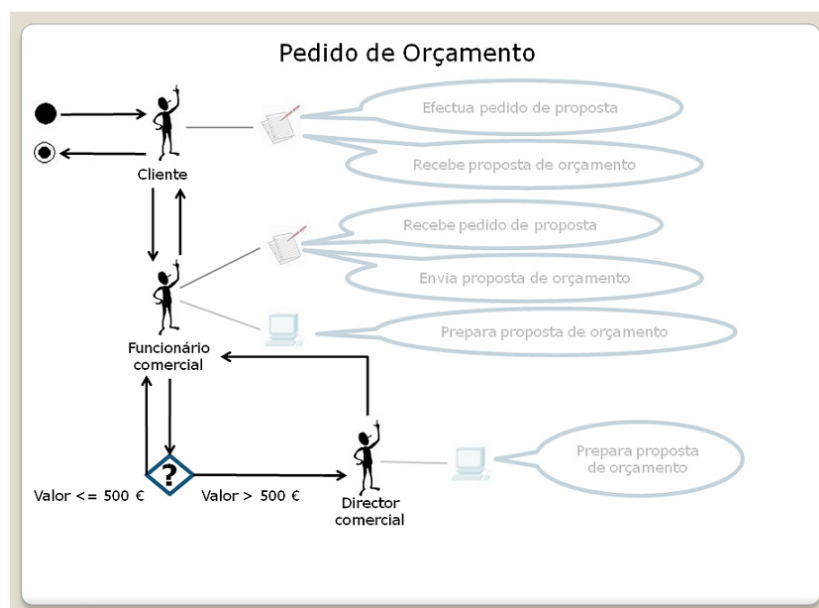 Pedido de Orçamento
Efectua pedido de proposta
Recebe proposta de orçamento
Cliente
Recebe pedido de proposta
Envia proposta de orçamento
Prepara proposta de orçamento
Funcionário
comercial
Prepara proposta
de orçamento
?
Valor <= 500 €
Valor > 500 €
Director
comercial